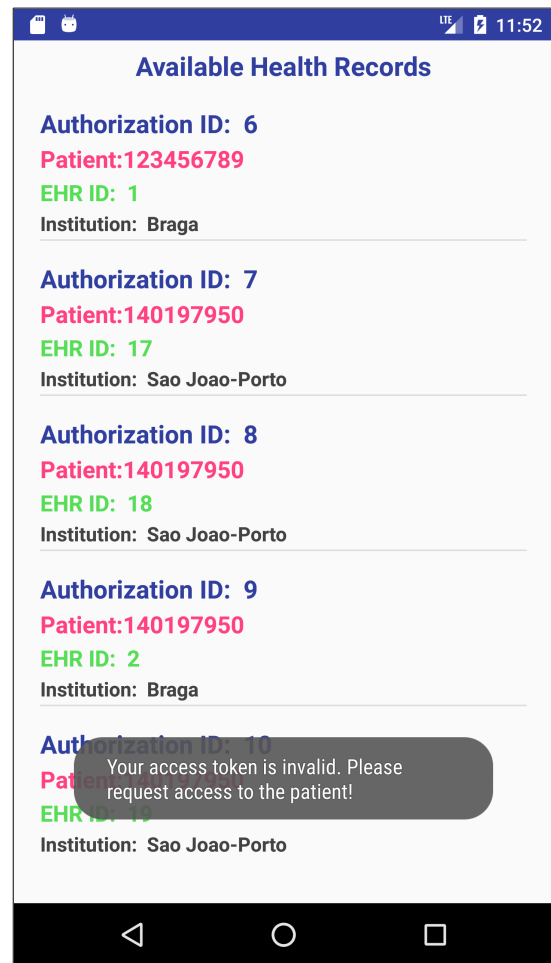 LTE 11:52
Available Health Records
Authorization ID: 6
Patient:123456789
EHR ID: 1
Institution: Braga
Authorization ID: 7
Patient:140197950
EHR ID: 17
Institution: Sao Joao-Porto
Authorization ID: 8
Patient:140197950
EHR ID: 18
Institution: Sao Joao-Porto
Authorization ID: 9
Patient:140197950
EHR ID: 2
Institution: Braga
Authorization ID: 10
Patient:140197950
Your access token is invalid. Please
request access to the patient!
EHR ID: 19
Institution: Sao Joao-Porto